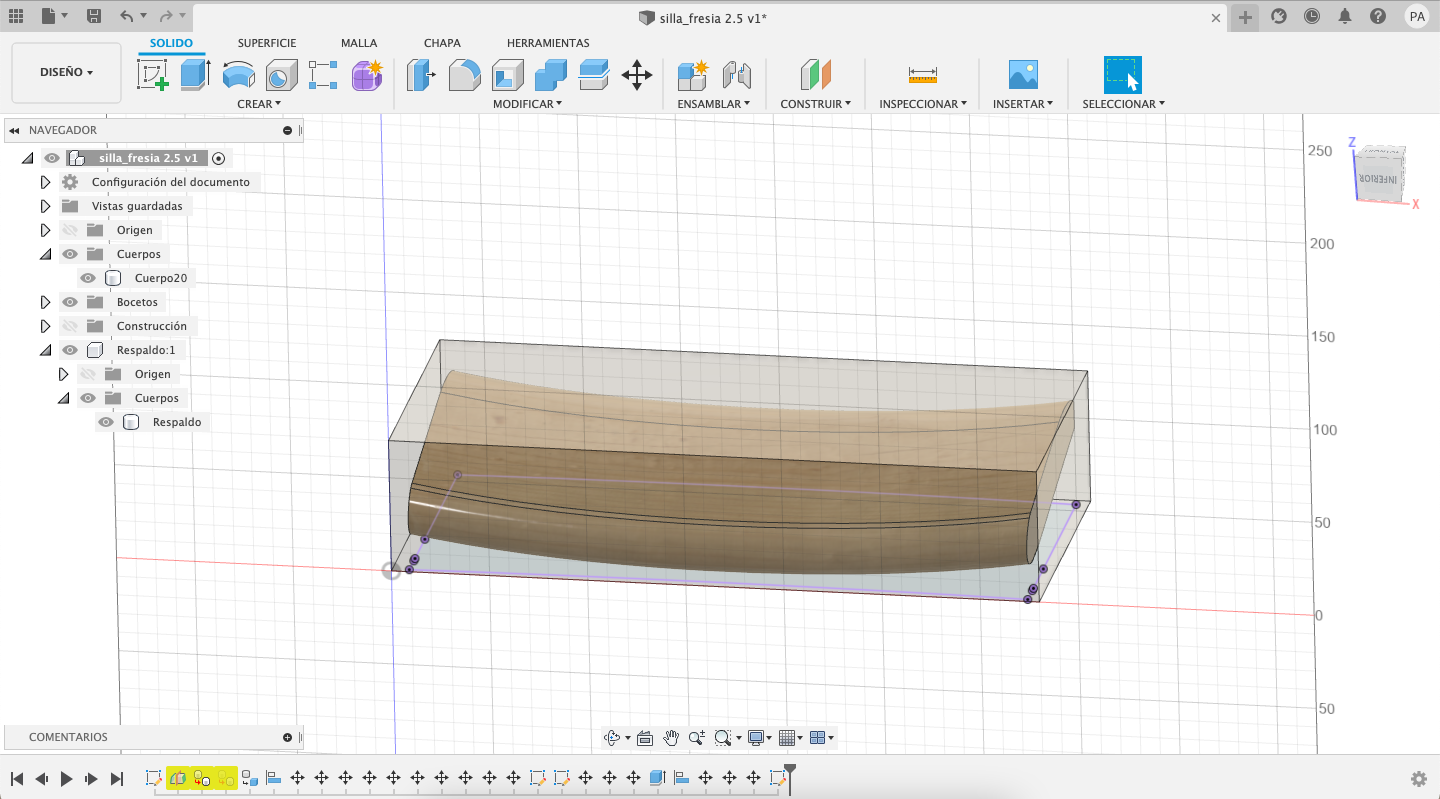 silla_fresia 2.5 v1*
PA
DISEÑO
SOLIDO
SUPERFICIE
MALLA
CHAPA
HERRAMIENTAS
CREAR
MODIFICAR
ENSAMBLAR
CONSTRUIR
INSPECCIONAR
INSERTAR
SELECCIONAR
NAVEGADOR
silla_fresia 2.5 v1
Configuración del documento
Vistas guardadas
Origen
Cuerpos
Cuerpo20
Bocetos
Construcción
Respaldo:1
Origen
Cuerpos
Respaldo
250
200
150
100
50
0
50
Z
INFERIOR
X
COMENTARIOS